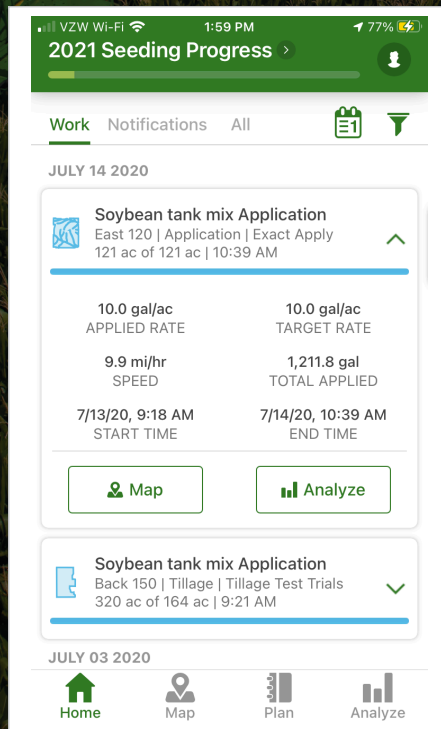 VZW Wi-Fi 1:59 PM 77%
2021 Seeding Progress >
Work Notifications All 1
JULY 14 2020
Soybean tank mix Application
East 120 | Application | Exact Apply
121 ac of 121 ac | 10:39 AM
10.0 gal/ac 10.0 gal/ac
APPLIED RATE TARGET RATE
9.9 mi/hr 1,211.8 gal
SPEED TOTAL APPLIED
7/13/20, 9:18 AM 7/14/20, 10:39 AM
START TIME END TIME
Map Analyze
Soybean tank mix Application
Back 150 | Tillage | Tillage Test Trials
320 ac of 164 ac | 9:21 AM
JULY 03 2020
Home Map Plan Analyze